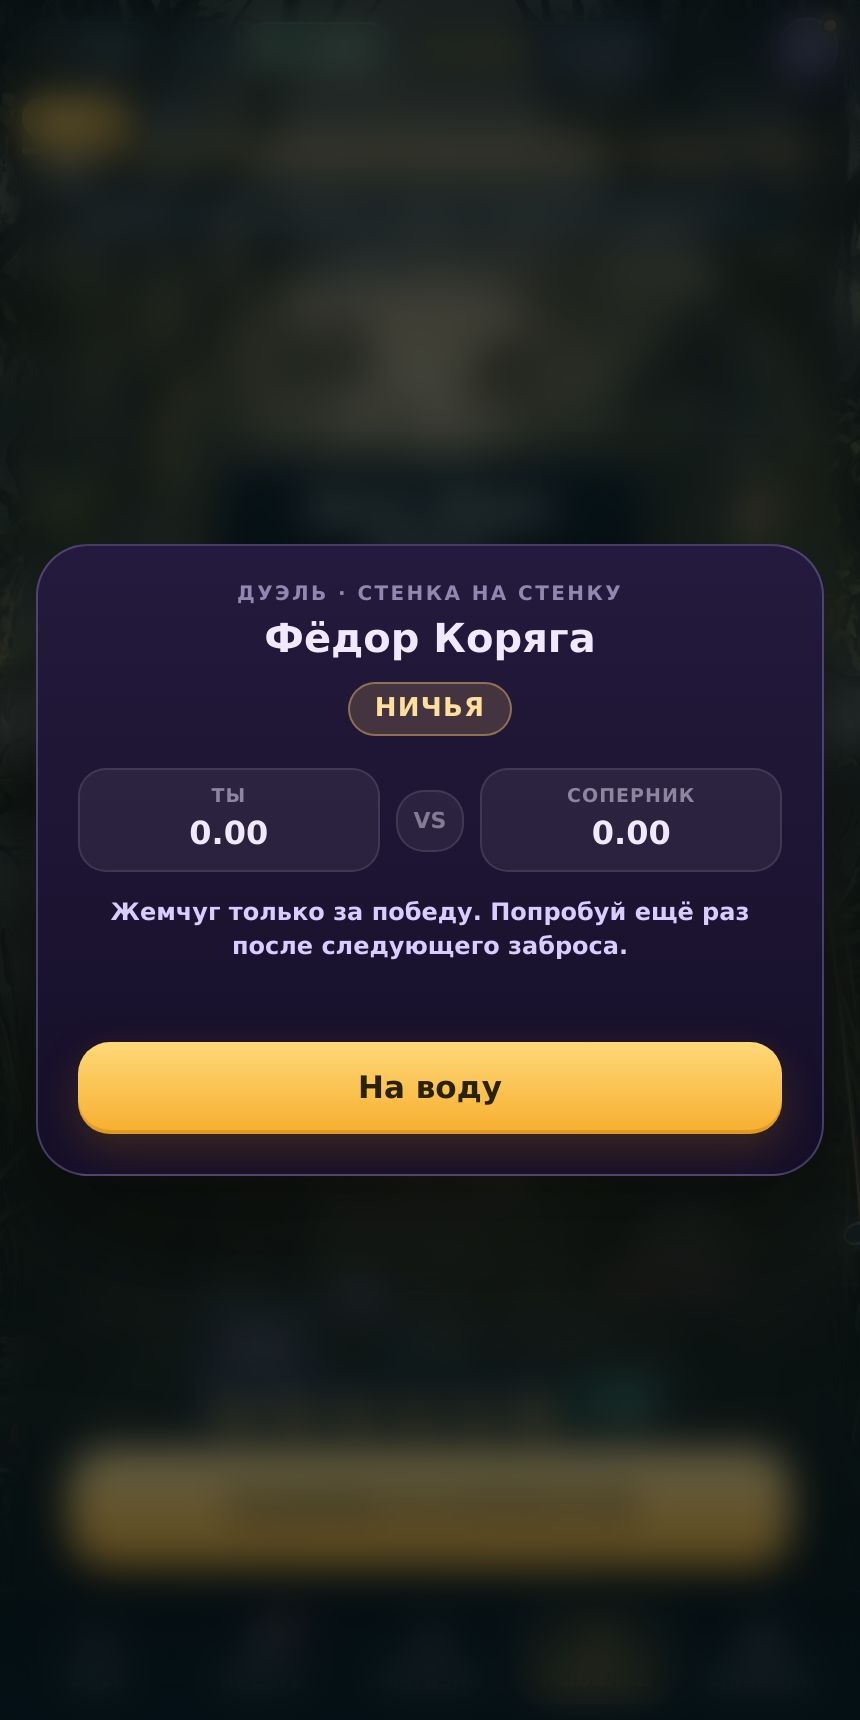 ДУЭЛЬ · СТЕНКА НА СТЕНКУ
Фёдор Коряга
НИЧЬЯ
ТЫ
0.00
VS
СОПЕРНИК
0.00
Жемчуг только за победу. Попробуй ещё раз
после следующего заброса.
На воду